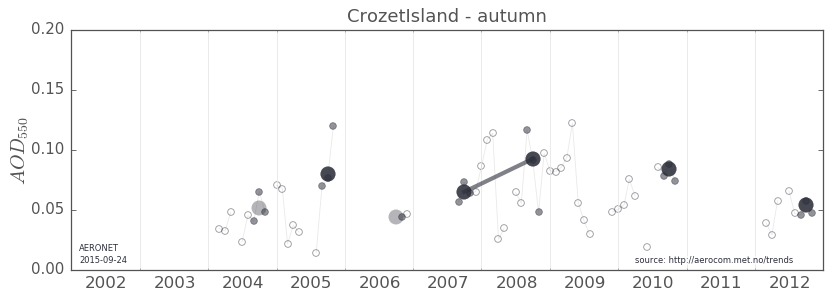 CrozetIsland - autumn
0.20
0.15
0.10
0.05
0.00
AOD550
AERONET
2015-09-24
source: http://aerocom.met.no/trends
2002 2003 2004 2005 2006 2007 2008 2009 2010 2011 2012